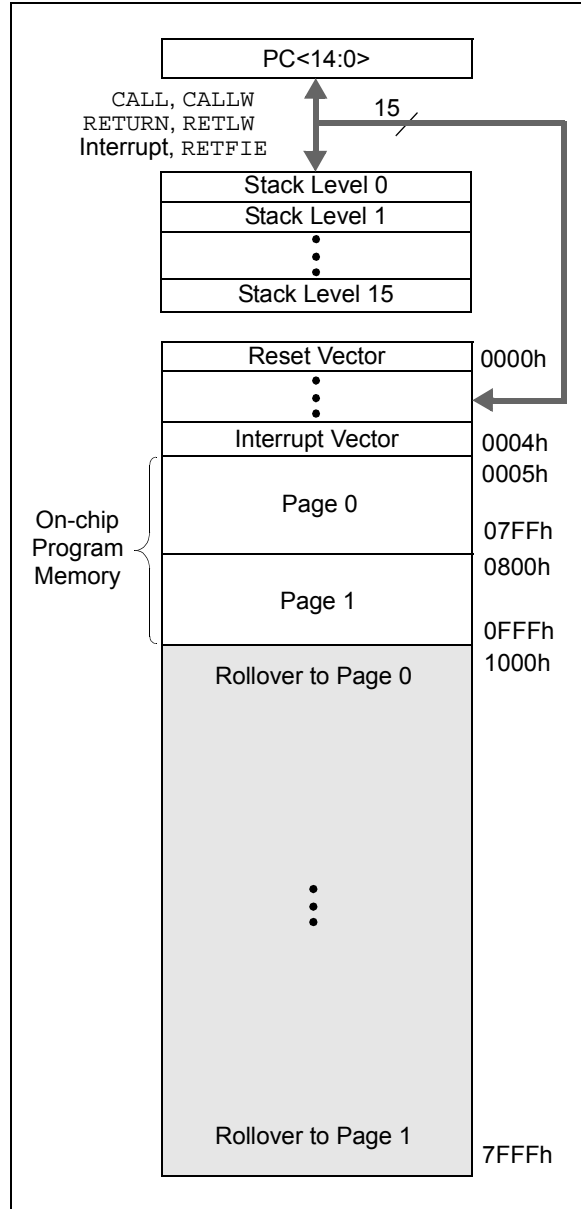 PC<14:0>
CALL, CALLW
RETURN, RETLW
Interrupt, RETFIE
15
Stack Level 0
Stack Level 1
Stack Level 15
Reset Vector
0000h
Interrupt Vector
0004h
0005h
On-chip
Program
Memory
Page 0
07FFh
0800h
Page 1
0FFFh
1000h
Rollover to Page 0
Rollover to Page 1
7FFFh